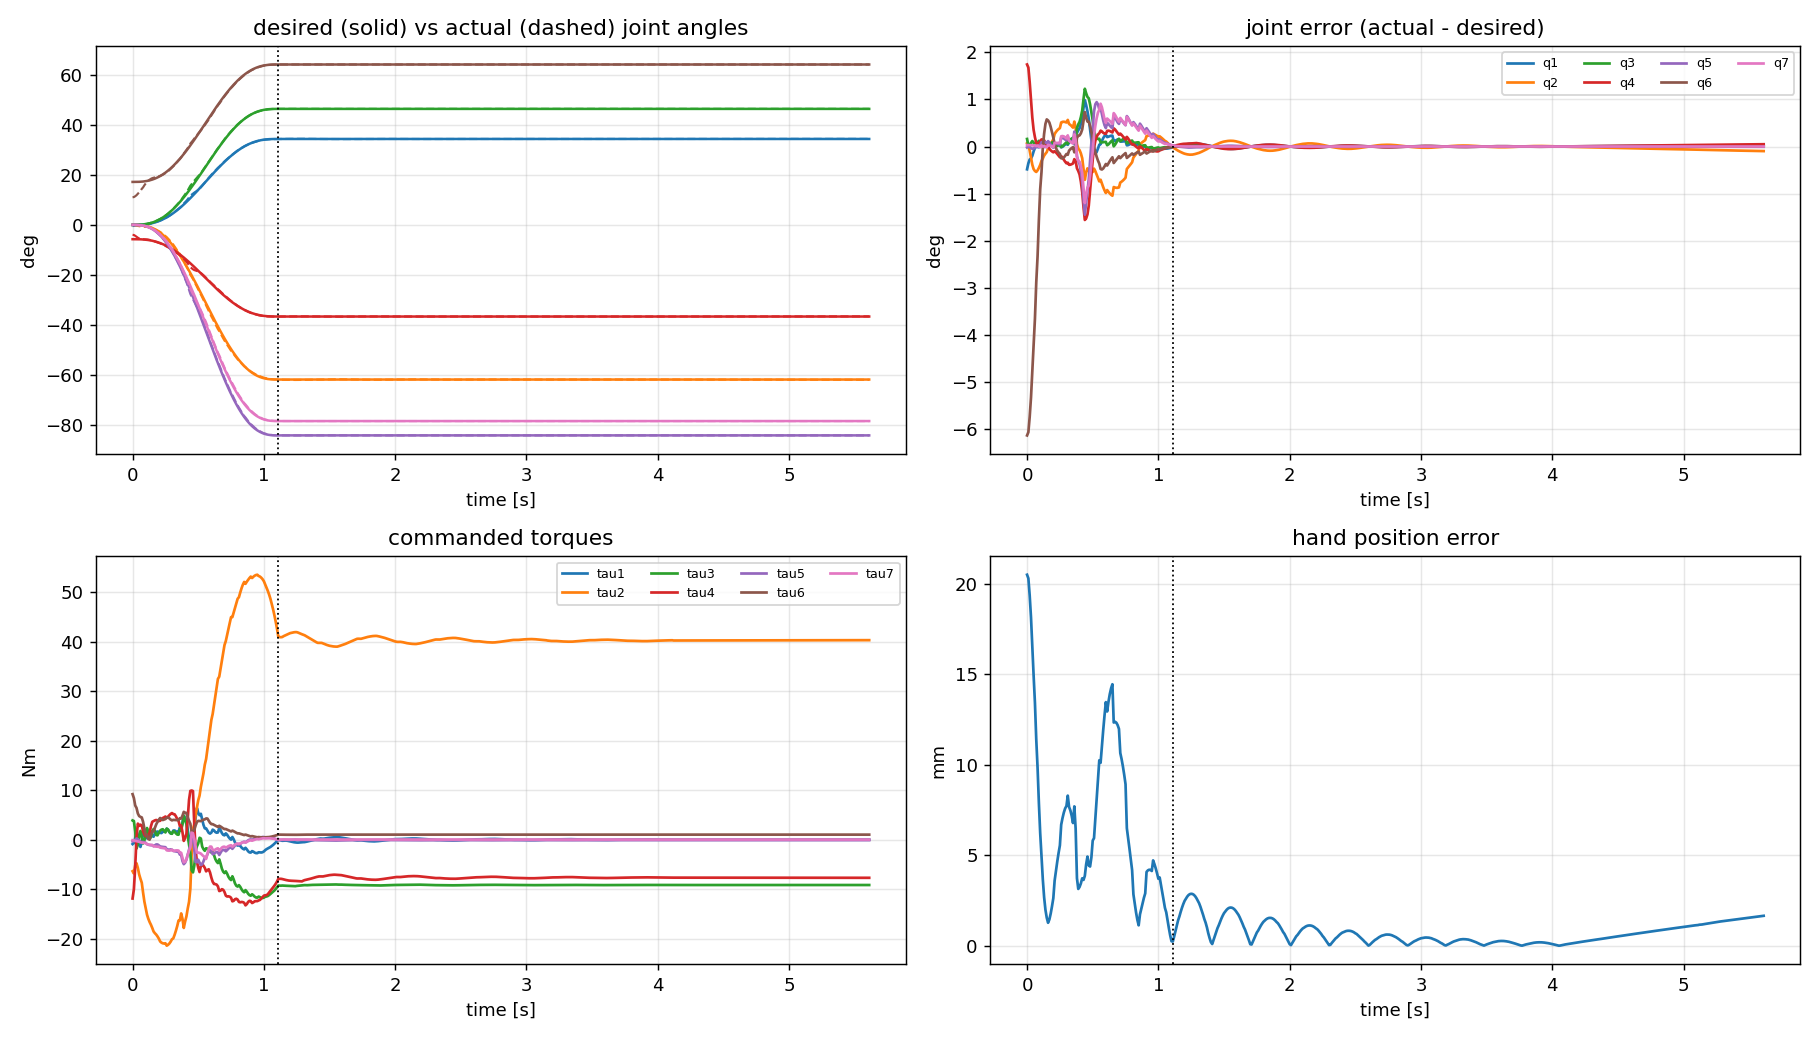 desired (solid) vs actual (dashed) joint angles
60
40
20
0
−20
−40
−60
−80
deg
0 1 2 3 4 5
time [s]
joint error (actual - desired)
2
1
0
−1
−2
−3
−4
−5
−6
deg
q1 q3 q5 q7
q2 q4 q6
0 1 2 3 4 5
time [s]
commanded torques
50
40
30
20
10
0
−10
−20
Nm
tau1 tau3 tau5 tau7
tau2 tau4 tau6
0 1 2 3 4 5
time [s]
hand position error
20
15
10
5
0
mm
0 1 2 3 4 5
time [s]